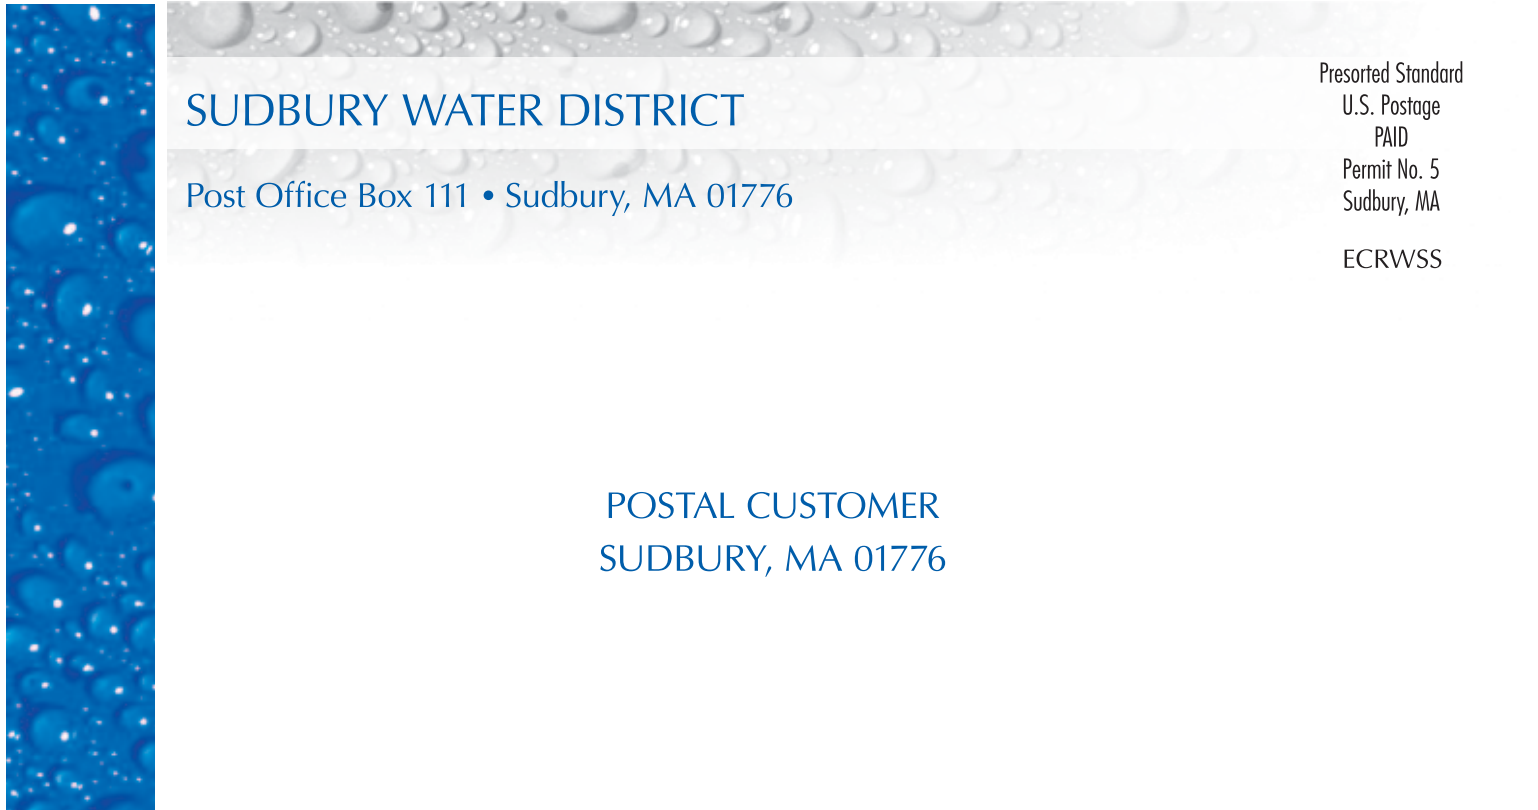 SUDBURY WATER DISTRICT
Post Office Box 111 • Sudbury, MA 01776
Presorted Standard
U.S. Postage
PAID
Permit No. 5
Sudbury, MA
ECRWSS
POSTAL CUSTOMER
SUDBURY, MA 01776